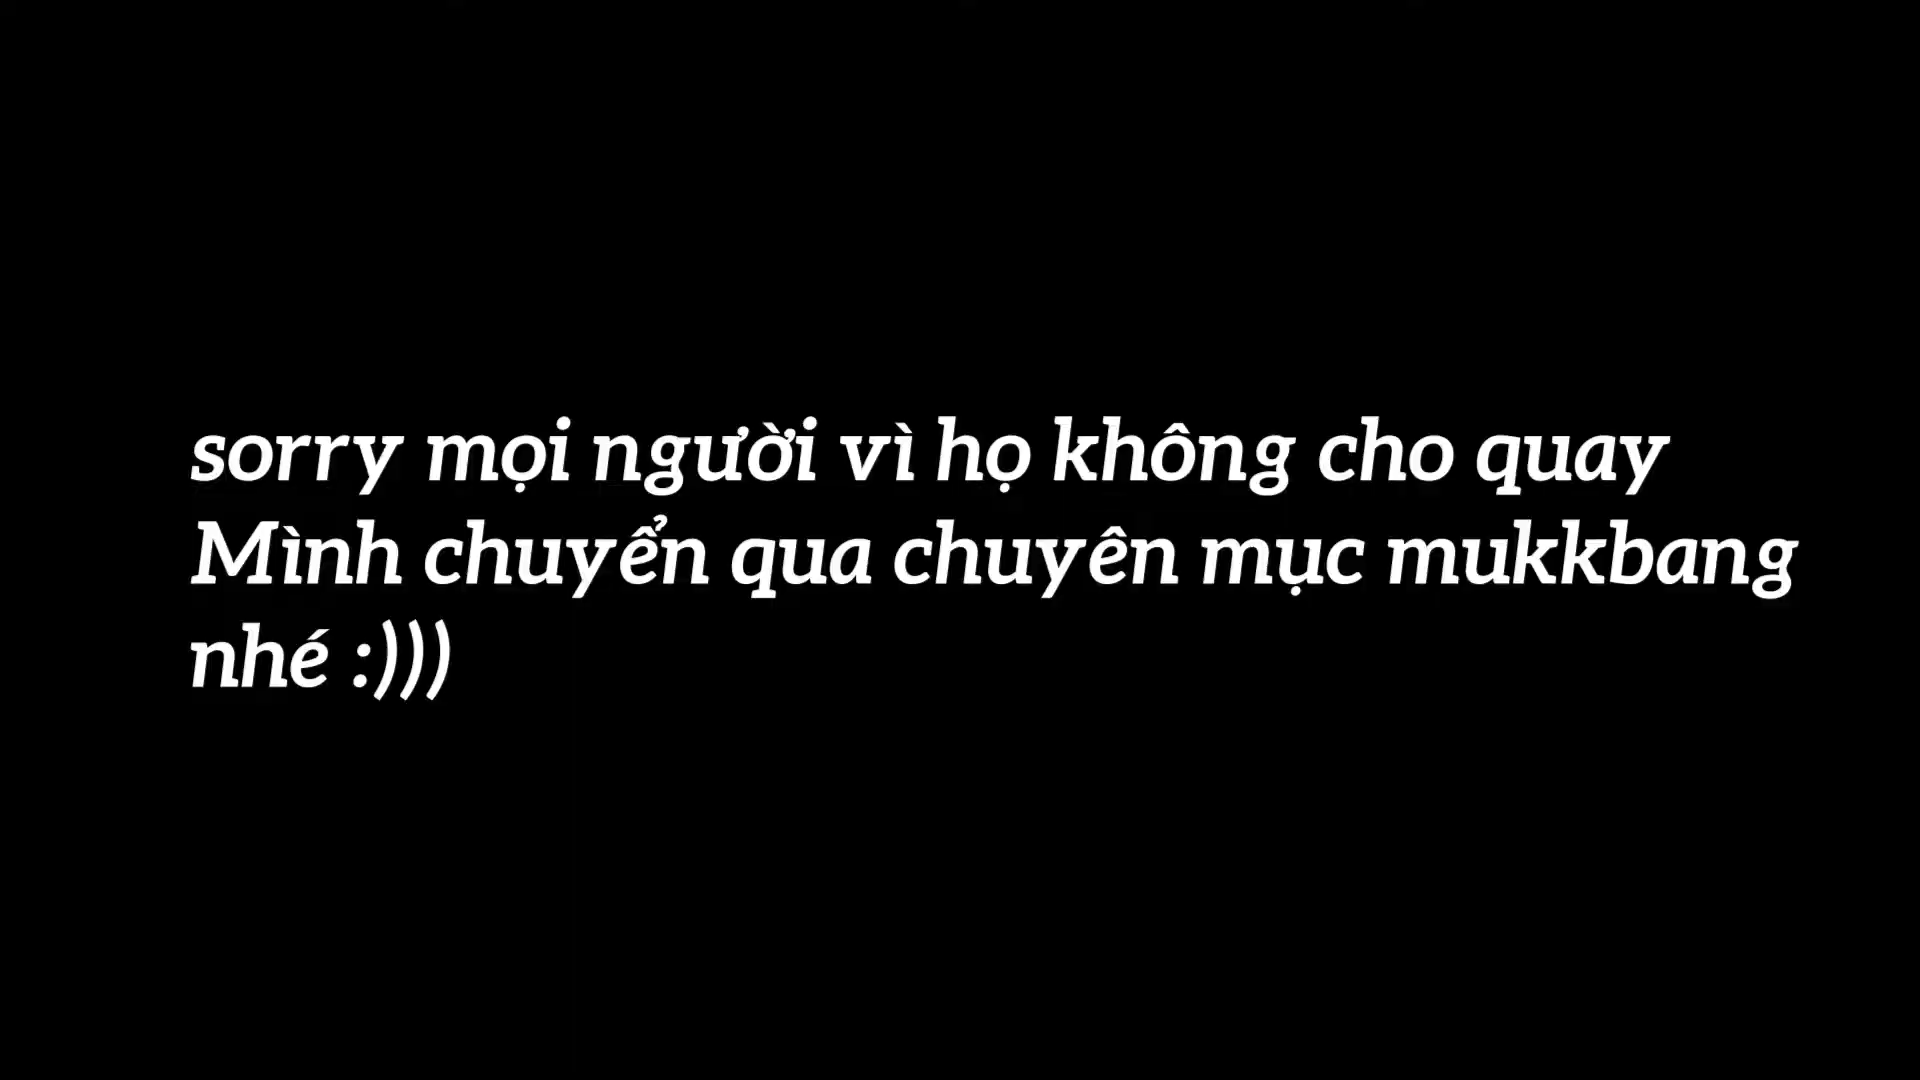 sorry mọi người vì họ không cho quay
Mình chuyển qua chuyên mục mukkbang
nhé :)))